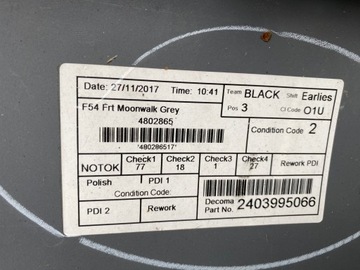 Date: 27/11/2017 Time: 10:41 Team BLACK Shift Earlies
Pos 3 CI Code O1U
F54 Frt Moonwalk Grey
4802865
*480286517* Condition Code 2
NOTOK Check1 77 Check2 18 Check3 1 Check4 27 Rework PDI
Polish PDI 1
Condition Code:
PDI 2 Rework Decoma Part No. 2403995066